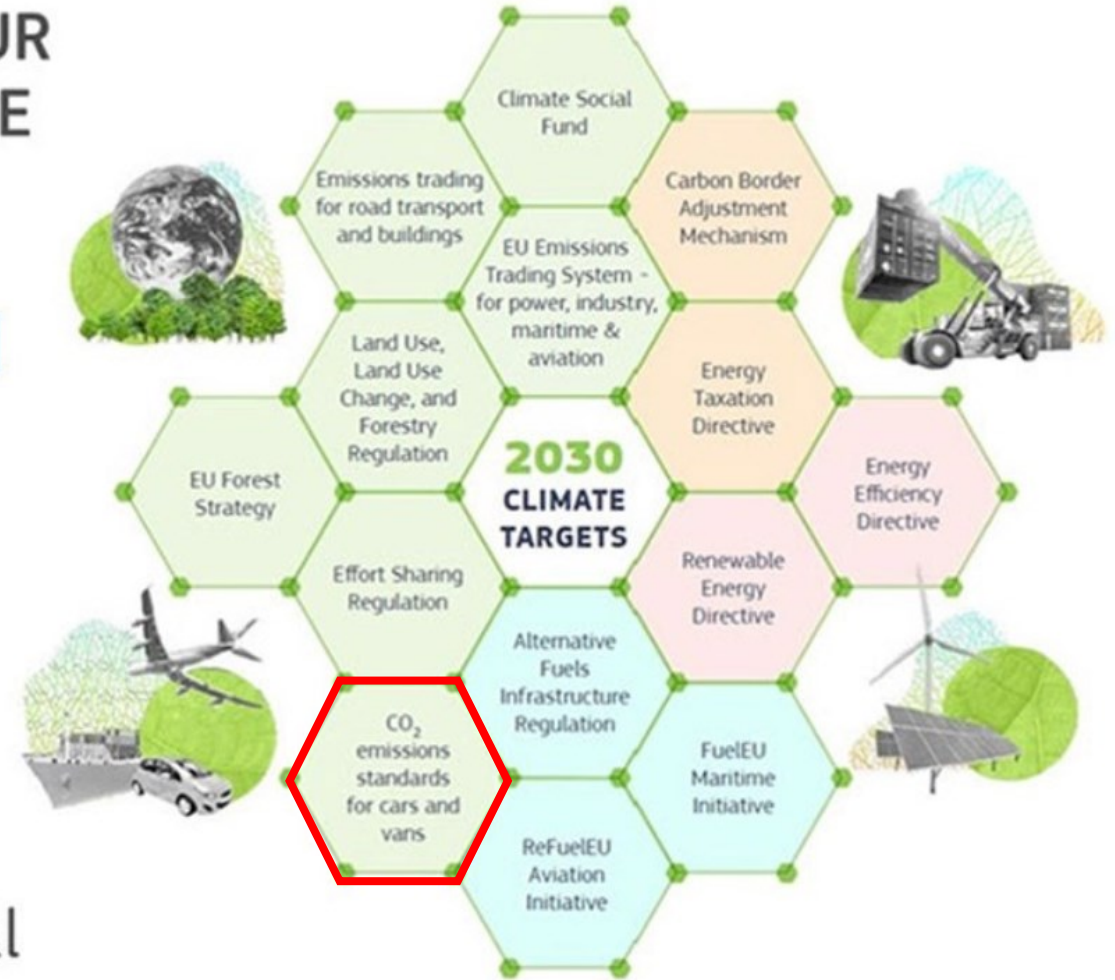 UR
E
Climate Social
Fund
Emissions trading
for road transport
and buildings
Carbon Border
Adjustment
Mechanism
EU Emissions
Trading System -
for power, industry,
maritime &
aviation
Land Use,
Land Use
Change, and
Forestry
Regulation
Energy
Taxation
Directive
EU Forest
Strategy
2030
CLIMATE
TARGETS
Energy
Efficiency
Directive
Effort Sharing
Regulation
Renewable
Energy
Directive
Alternative
Fuels
Infrastructure
Regulation
CO₂
emissions
standards
for cars and
vans
FuelEU
Maritime
Initiative
ReFuelEU
Aviation
Initiative